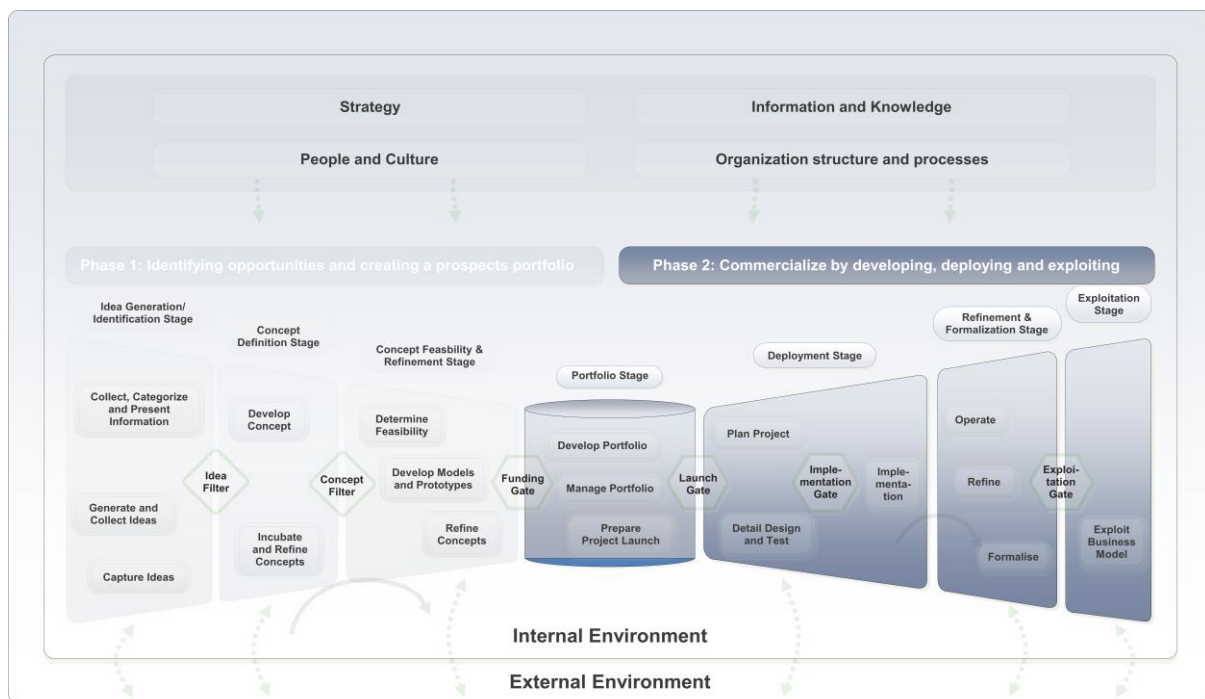 Strategy
Information and Knowledge
People and Culture
Organization structure and processes
Phase 1: Identifying opportunities and creating a prospects portfolio
Phase 2: Commercialize by developing, deploying and exploiting
Idea Generation/
Identification Stage
Concept
Definition Stage
Concept Feasbility &
Refinement Stage
Portfolio Stage
Deployment Stage
Refinement &
Formalization Stage
Exploitation
Stage
Collect, Categorize
and Present
Information
Generate and
Collect Ideas
Capture Ideas
Idea
Filter
Develop
Concept
Incubate
and Refine
Concepts
Concept
Filter
Determine
Feasibility
Develop Models
and Prototypes
Refine
Concepts
Funding
Gate
Develop Portfolio
Manage Portfolio
Prepare
Project Launch
Launch
Gate
Plan Project
Detail Design
and Test
Imple-
mentation
Gate
Imple-
menta-
tion
Operate
Refine
Formalise
Exploi-
tation
Gate
Exploit
Business
Model
Internal Environment
External Environment